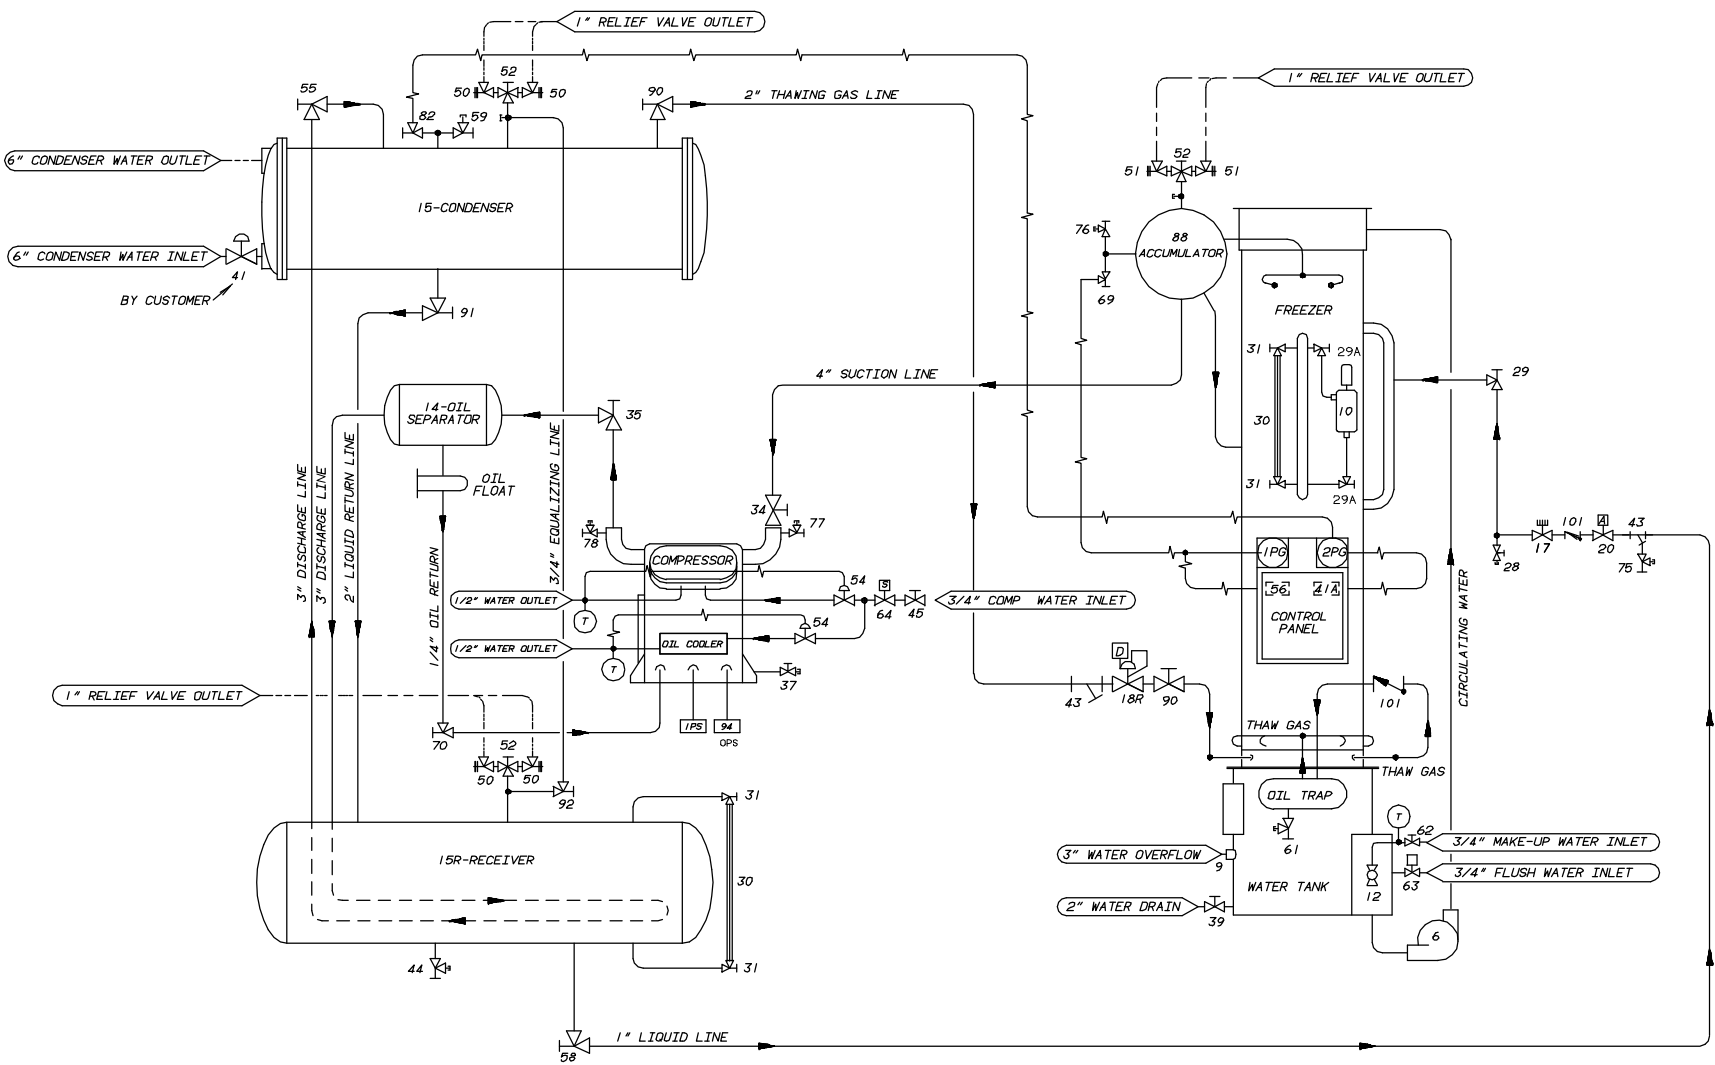 1" RELIEF VALVE OUTLET
52
50
50
55
90
2" THAWING GAS LINE
1" RELIEF VALVE OUTLET
82
59
6" CONDENSER WATER OUTLET
52
51
51
15-CONDENSER
6" CONDENSER WATER INLET
41
BY CUSTOMER
76
88
ACCUMULATOR
69
FREEZER
91
31
29A
29
4" SUCTION LINE
14-OIL
SEPARATOR
35
30
10
OIL
FLOAT
31
29A
3" DISCHARGE LINE
3" DISCHARGE LINE
2" LIQUID RETURN LINE
1/4" OIL RETURN
3/4" EQUALIZING LINE
34
77
78
COMPRESSOR
1PG
2PG
17
101
A
20
43
75
28
54
S
64
45
1/2" WATER OUTLET
T
3/4" COMP WATER INLET
56
41A
CONTROL
PANEL
CIRCULATING WATER
54
1/2" WATER OUTLET
OIL COOLER
T
37
D
43
18R
90
101
1" RELIEF VALVE OUTLET
1PS
94
OPS
70
52
50
50
92
THAW GAS
THAW GAS
OIL TRAP
61
31
15R-RECEIVER
30
31
44
3" WATER OVERFLOW
9
WATER TANK
T
62
3/4" MAKE-UP WATER INLET
63
3/4" FLUSH WATER INLET
12
2" WATER DRAIN
39
6
58
1" LIQUID LINE